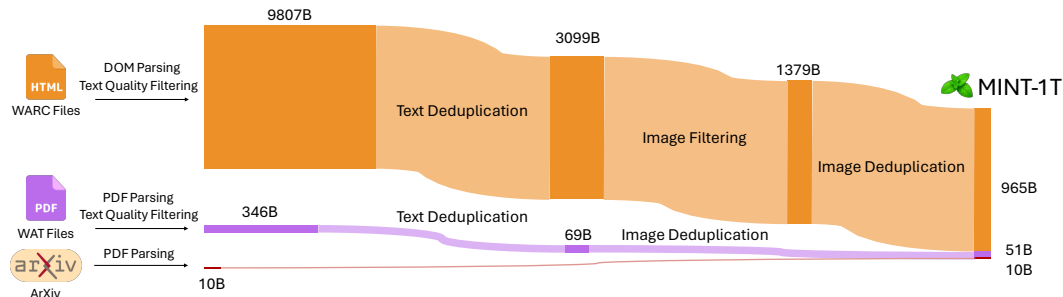 9807B
3099B
1379B
MINT-1T
HTML
WARC Files
DOM Parsing
Text Quality Filtering
Text Deduplication
Image Filtering
Image Deduplication
965B
PDF
WAT Files
PDF Parsing
Text Quality Filtering
346B
Text Deduplication
69B
Image Deduplication
51B
arXiv
ArXiv
PDF Parsing
10B
10B